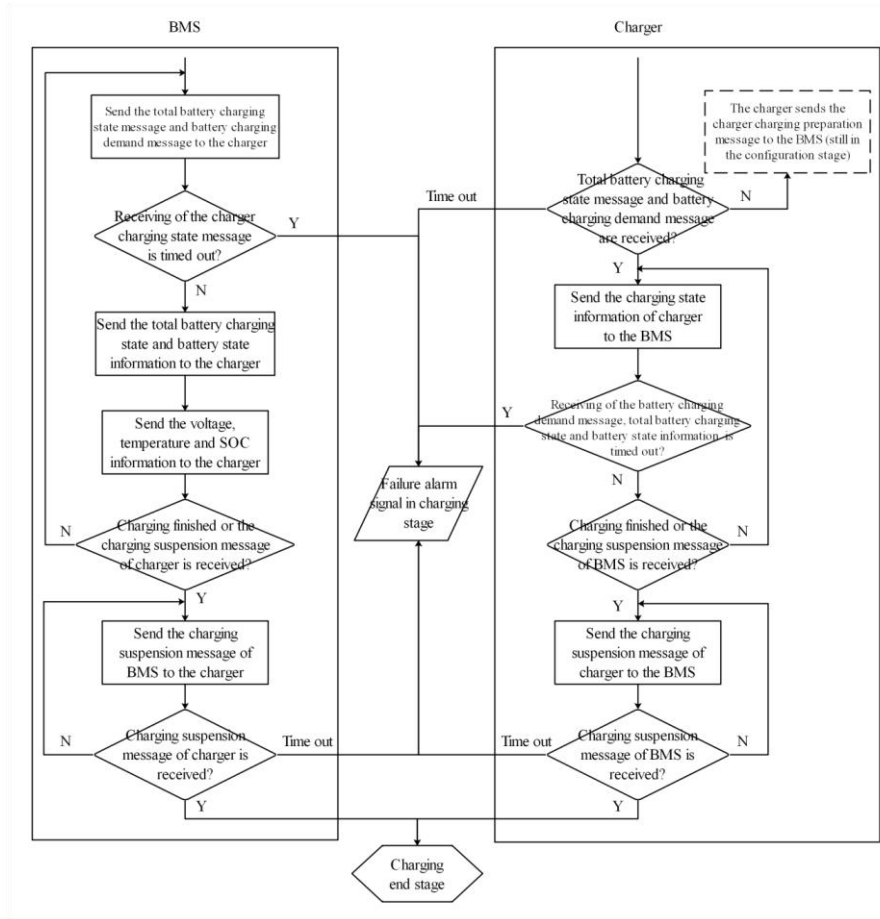 BMS
Send the total battery charging
state message and battery charging
demand message to the charger
Receiving of the charger
charging state message
is timed out?
Y
N
Send the total battery charging
state and battery state
information to the charger
Send the voltage,
temperature and SOC
information to the charger
N
Charging finished or the
charging suspension message
of charger is received?
Y
Send the charging
suspension message of
BMS to the charger
N
Charging suspension
message of charger is
received?
Time out
Y
Charger
The charger sends the
charger charging preparation
message to the BMS (still in
the configuration stage)
Time out
Total battery charging
state message and battery
charging demand message
are received?
N
Y
Send the charging state
information of charger
to the BMS
Y
Receiving of the battery charging
demand message, total battery charging
state and battery state information is
timed out?
N
Failure alarm
signal in charging
stage
Charging finished or the
charging suspension message
of BMS is received?
N
Y
Send the charging
suspension message of
charger to the BMS
Time out
Charging suspension
message of BMS is
received?
N
Y
Charging
end stage